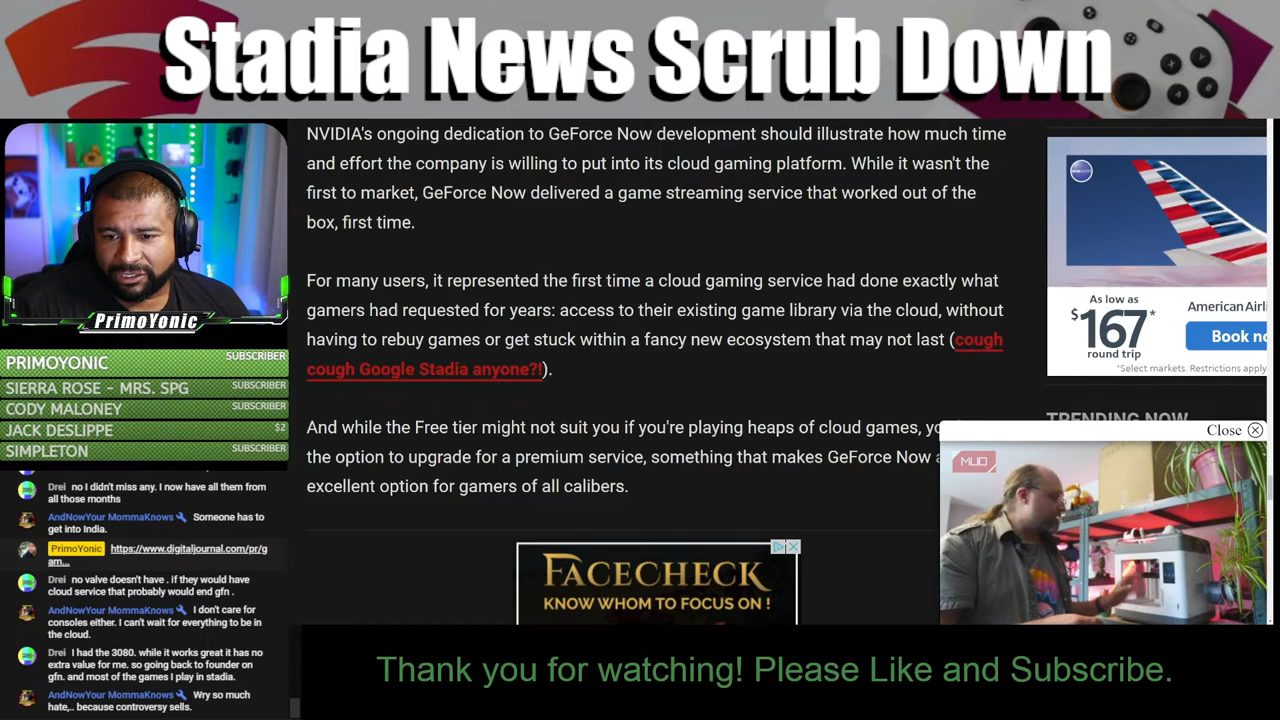 Stadia News Scrub Down
NVIDIA's ongoing dedication to GeForce Now development should illustrate how much time
and effort the company is willing to put into its cloud gaming platform. While it wasn't the
first to market, GeForce Now delivered a game streaming service that worked out of the
box, first time.
For many users, it represented the first time a cloud gaming service had done exactly what
gamers had requested for years: access to their existing game library via the cloud, without
having to rebuy games or get stuck within a fancy new ecosystem that may not last (cough
cough Google Stadia anyone?!).
And while the Free tier might not suit you if you're playing heaps of cloud games,
the option to upgrade for a premium service, something that makes GeForce Now
excellent option for gamers of all calibers.
PrimoYonic
PRIMOYONIC SUBSCRIBER
SIERRA ROSE - MRS. SPG SUBSCRIBER
CODY MALONEY SUBSCRIBER
JACK DESLIPPE $2
SIMPLETON SUBSCRIBER
Drei no I didn't miss any. I now have all them from
all those months
AndNowYour MommaKnows Someone has to
get into India.
PrimoYonic https://www.digitaljournal.com/pr/g
am...
Drei no valve doesn't have . if they would have
cloud service that probably would end gfn .
AndNowYour MommaKnows I don't care for
consoles either. I can't wait for everything to be in
the cloud.
Drei I had the 3080. while it works great it has no
extra value for me. so going back to founder on
gfn. and most of the games I play in stadia.
AndNowYour MommaKnows Wry so much
hate,.. because controversy sells.
As low as
$167*
round trip
American Airl
Book no
*Select markets. Restrictions apply
TRENDING NOW
Close
MUO
FACECHECK
KNOW WHOM TO FOCUS ON !
Thank you for watching! Please Like and Subscribe.